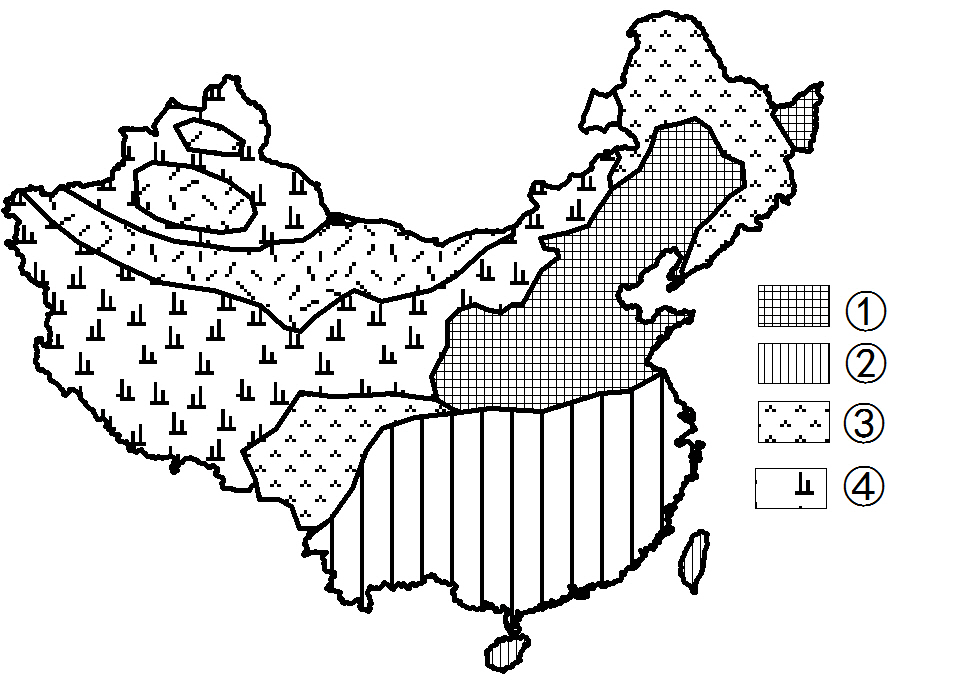 ①
②
③
④